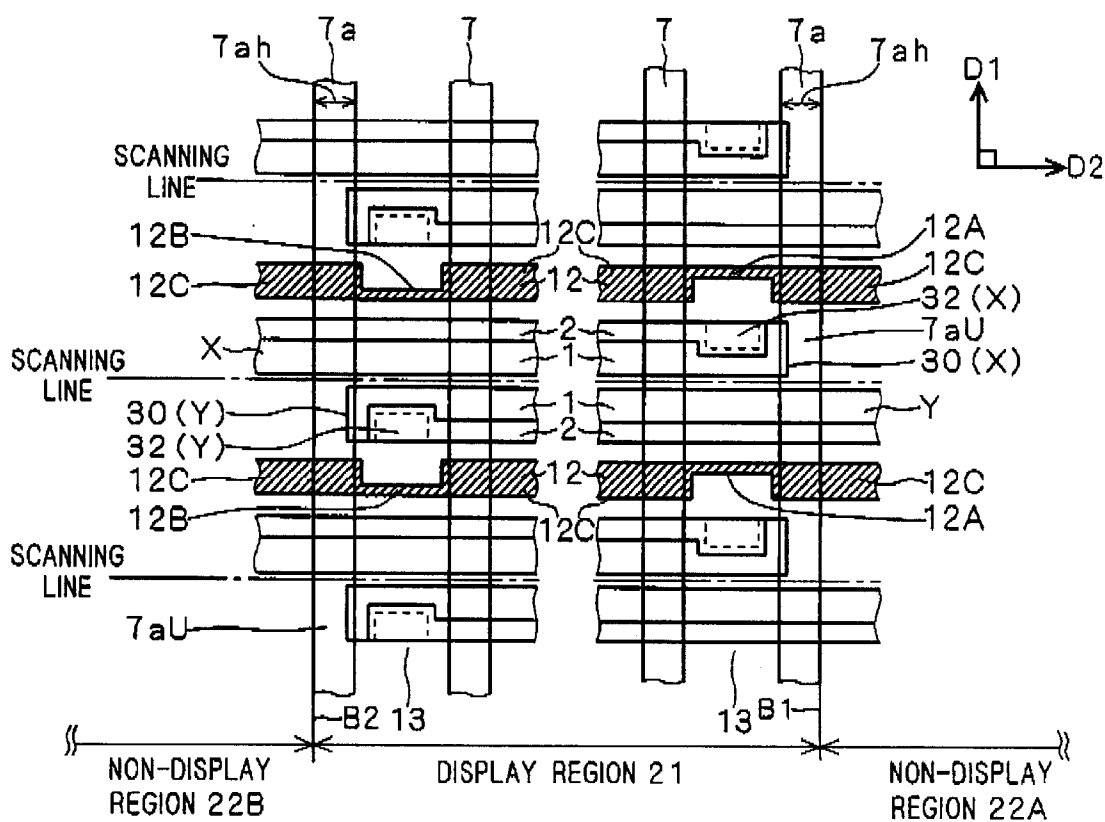 7a 7 7 7a
7ah 7ah
D1
SCANNING
LINE
D2
12B 12C 12A
12C 12 12C
32 (X)
X 2 2 7aU
1 1 30 (X)
SCANNING
LINE
30 (Y) 1 1 Y
32 (Y) 2 2
12C 12 12C
12B 12C 12A
SCANNING
LINE
7aU
B2 13 13 B1
NON-DISPLAY
REGION 22B
DISPLAY REGION 21
NON-DISPLAY
REGION 22A